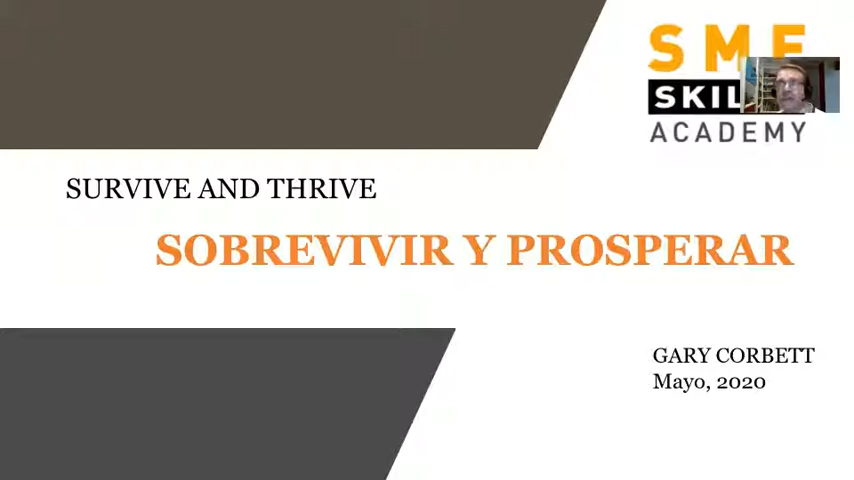 SME
ACADEMY
SURVIVE AND THRIVE
SOBREVIVIR Y PROSPERAR
GARY CORBETT
Mayo, 2020